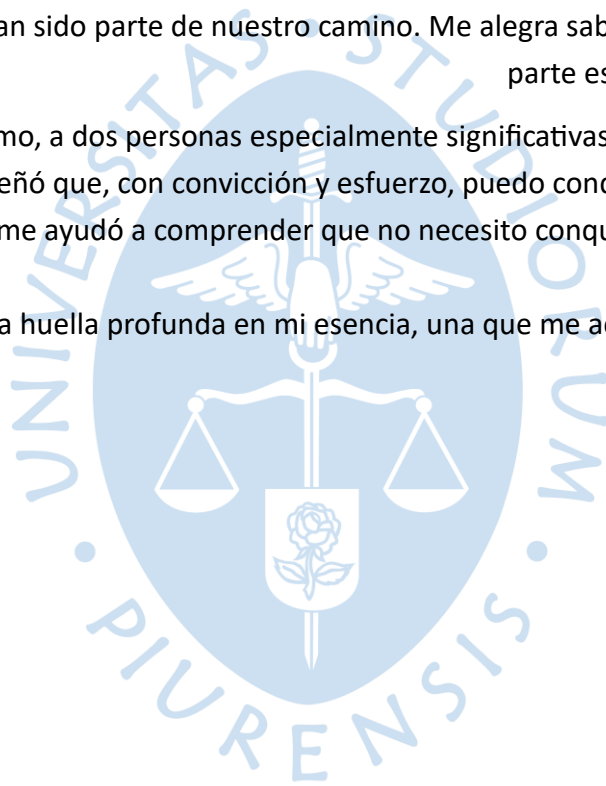 an sido parte de nuestro camino. Me alegra sab
parte es
mo, a dos personas especialmente significativas
eñó que, con convicción y esfuerzo, puedo cond
me ayudó a comprender que no necesito conqu
a huella profunda en mi esencia, una que me a
UNIVERSITAS • STUDIORUM • PIURENSIS •